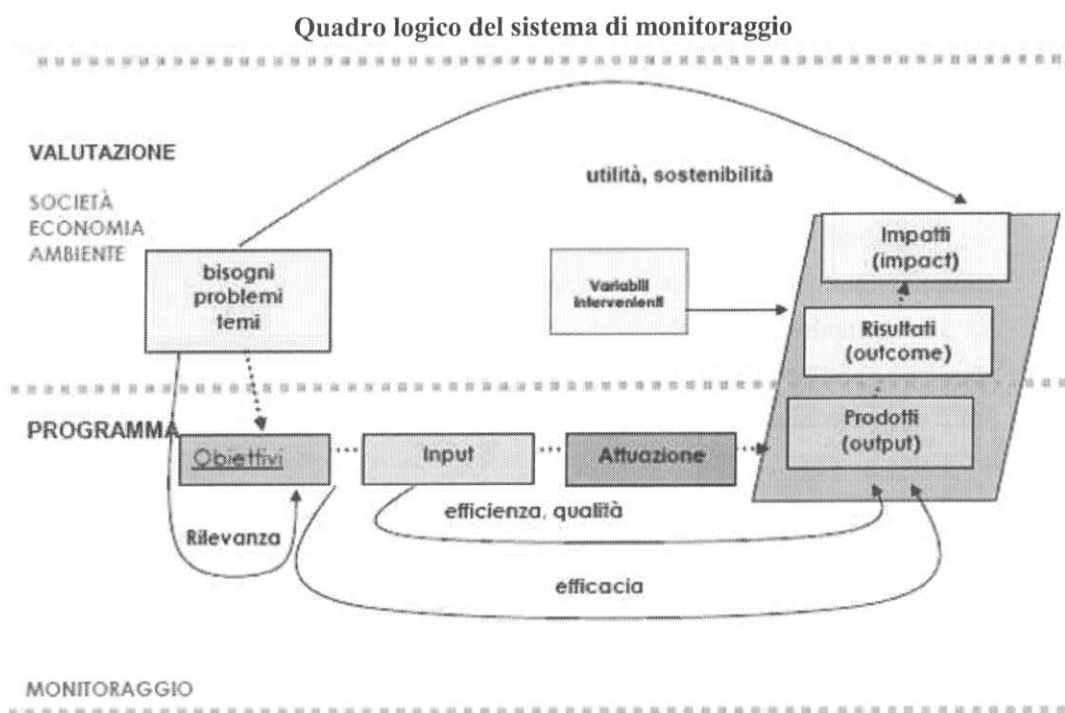 Quadro logico del sistema di monitoraggio
VALUTAZIONE
utilità, sostenibilità
SOCIETÀ
ECONOMIA
AMBIENTE
bisogni
problemi
temi
Variabili
intervenienti
Impatti
(impact)
Risultati
(outcome)
PROGRAMMA
Obiettivi
Input
Attuazione
Prodotti
(output)
efficienza, qualità
Rilevanza
efficacia
MONITORAGGIO